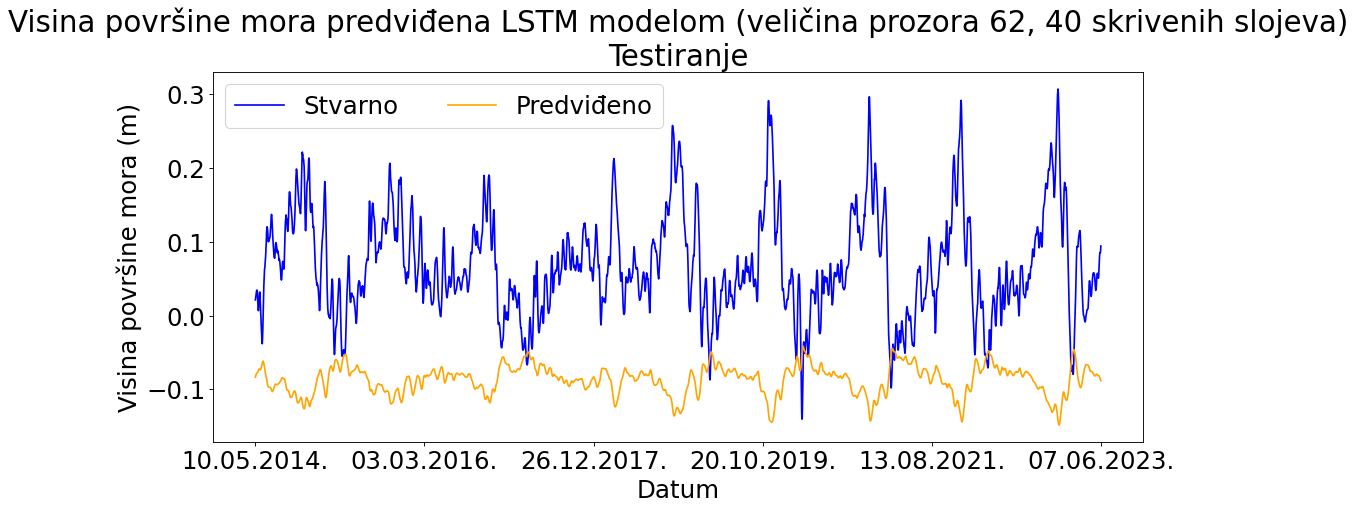 Visina površine mora predviđena LSTM modelom (veličina prozora 62, 40 skrivenih slojeva)
Testiranje
Stvarno
Predviđeno
Visina površine mora (m)
0.3
0.2
0.1
0.0
−0.1
10.05.2014.
03.03.2016.
26.12.2017.
20.10.2019.
13.08.2021.
07.06.2023.
Datum